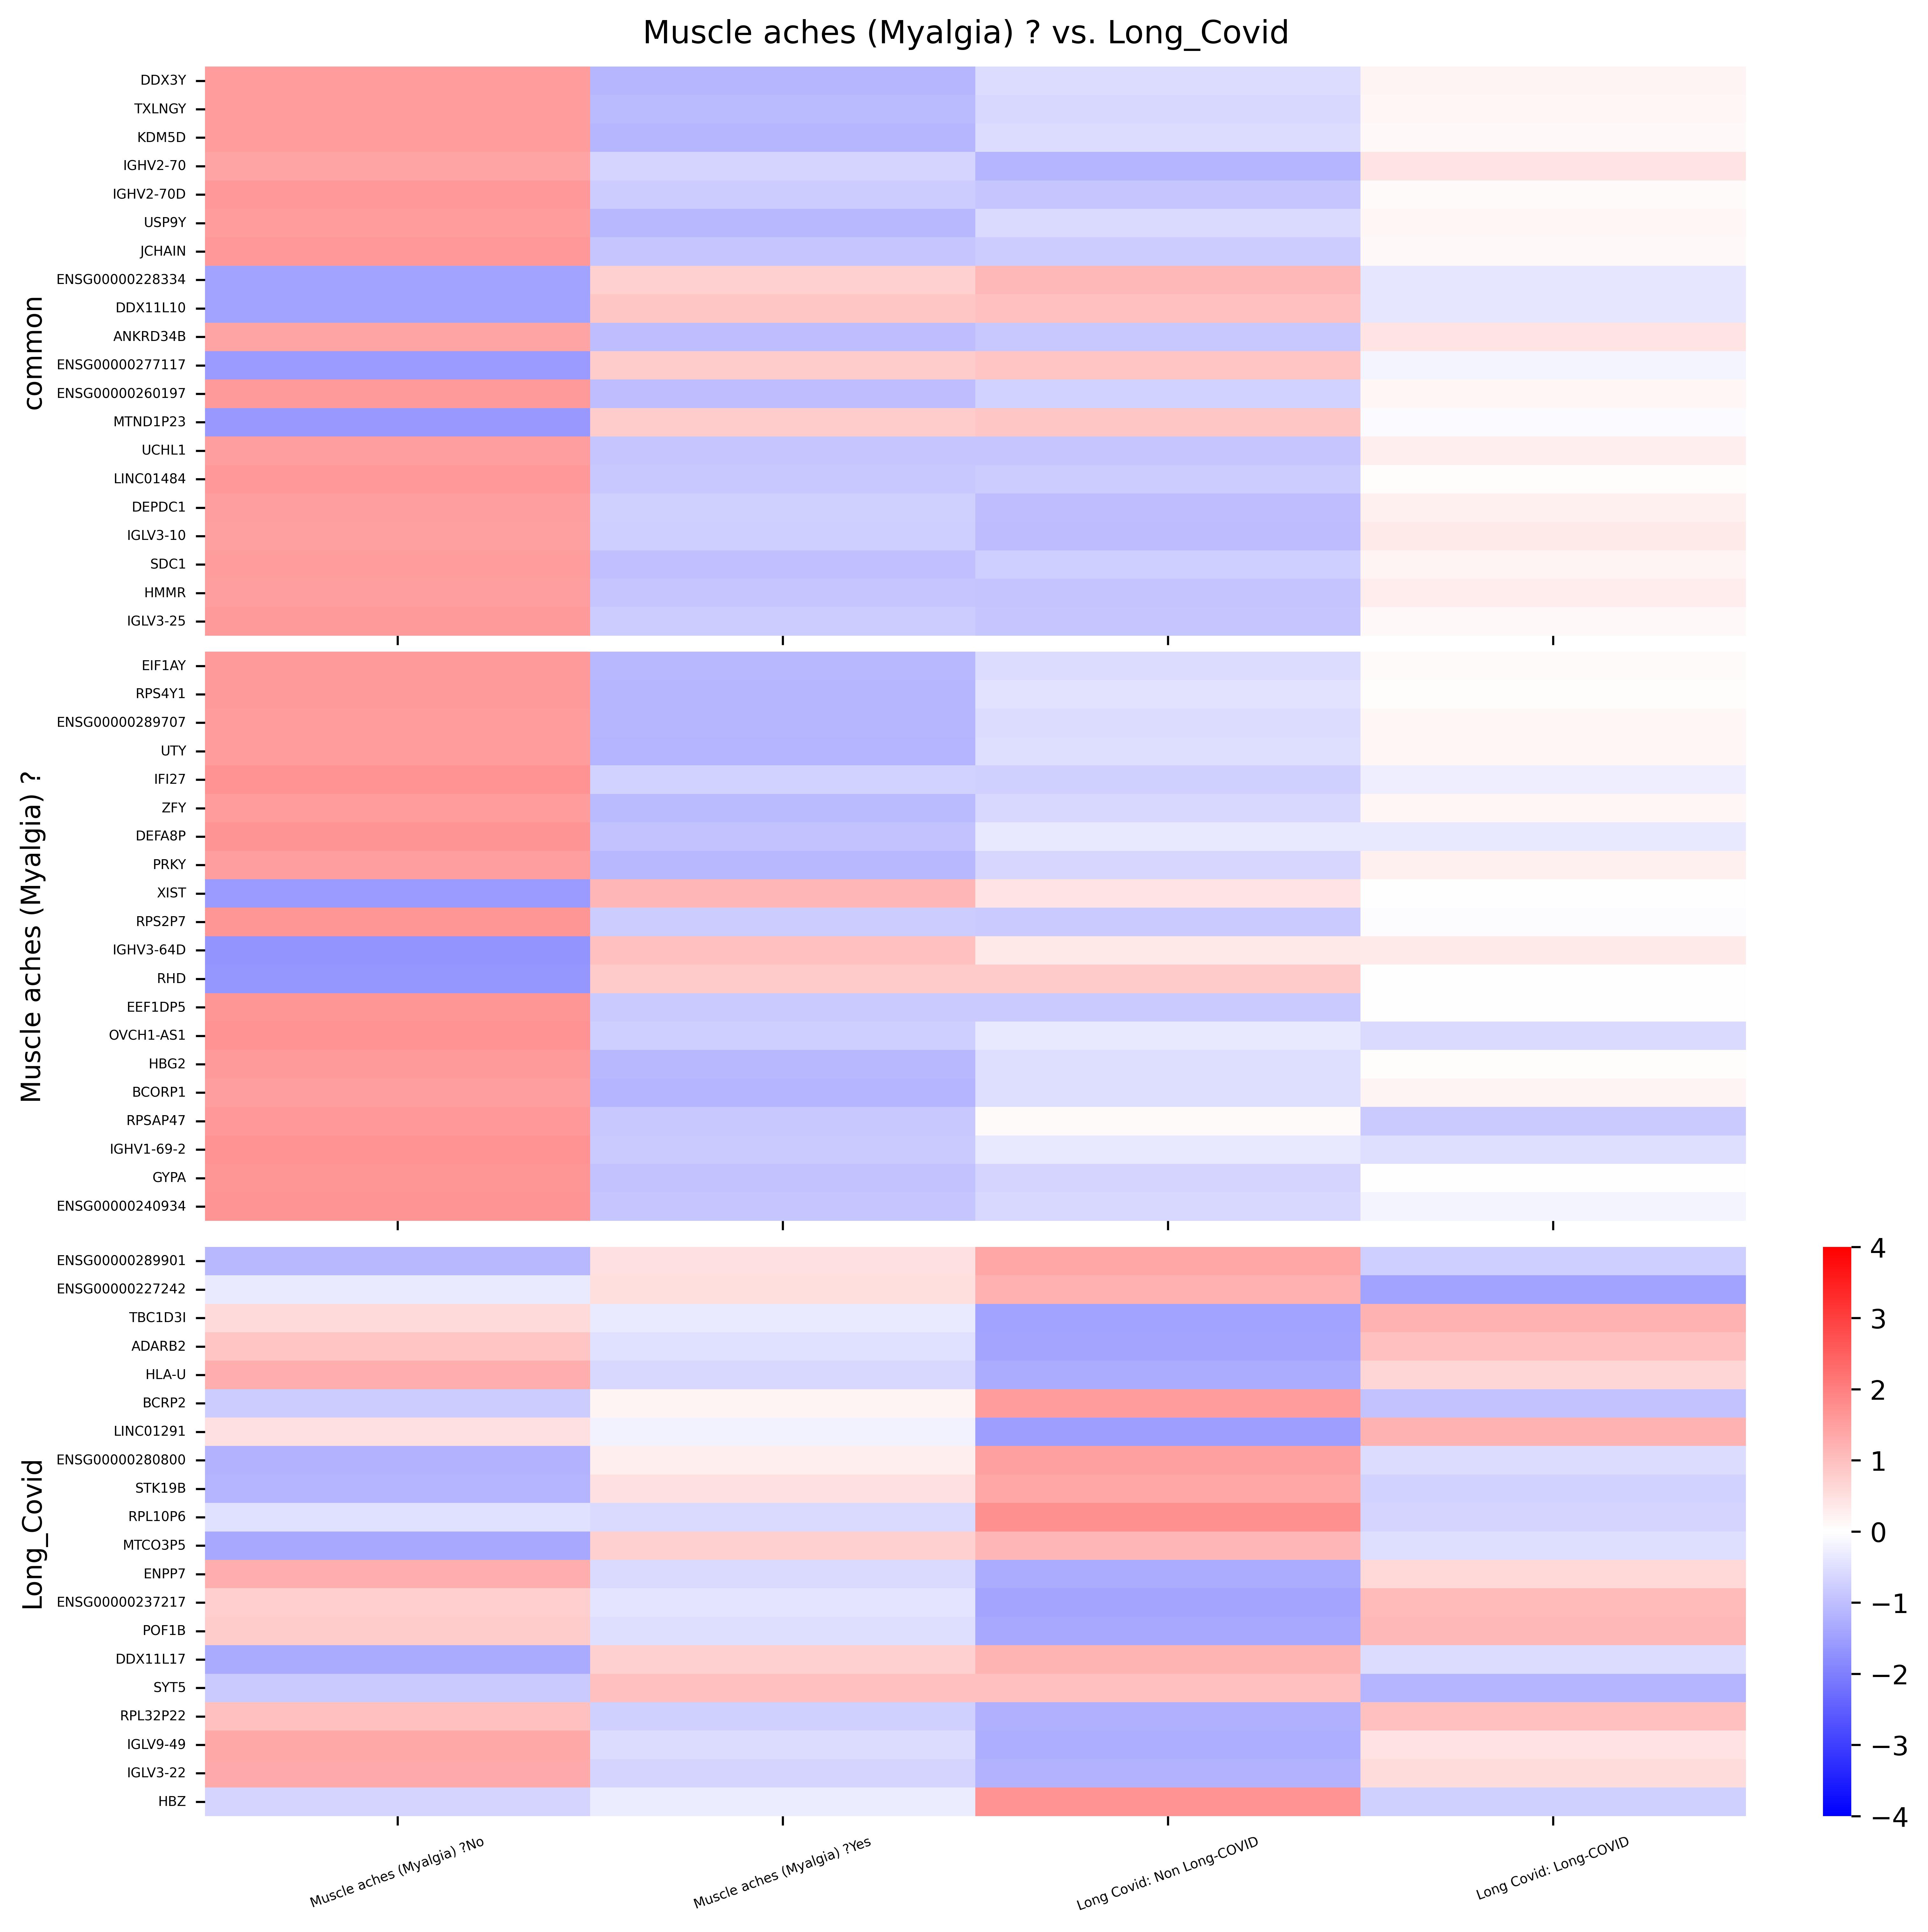 Muscle aches (Myalgia) ? vs. Long_Covid
common
DDX3Y
TXLNGY
KDM5D
IGHV2-70
IGHV2-70D
USP9Y
JCHAIN
ENSG00000228334
DDX11L10
ANKRD34B
ENSG00000277117
ENSG00000260197
MTND1P23
UCHL1
LINC01484
DEPDC1
IGLV3-10
SDC1
HMMR
IGLV3-25
Muscle aches (Myalgia) ?
EIF1AY
RPS4Y1
ENSG00000289707
UTY
IFI27
ZFY
DEFA8P
PRKY
XIST
RPS2P7
IGHV3-64D
RHD
EEF1DP5
OVCH1-AS1
HBG2
BCORP1
RPSAP47
IGHV1-69-2
GYPA
ENSG00000240934
Long_Covid
ENSG00000289901
ENSG00000227242
TBC1D3I
ADARB2
HLA-U
BCRP2
LINC01291
ENSG00000280800
STK19B
RPL10P6
MTCO3P5
ENPP7
ENSG00000237217
POF1B
DDX11L17
SYT5
RPL32P22
IGLV9-49
IGLV3-22
HBZ
Muscle aches (Myalgia) ?No
Muscle aches (Myalgia) ?Yes
Long Covid: Non Long-COVID
Long Covid: Long-COVID
4
3
2
1
0
−1
−2
−3
−4